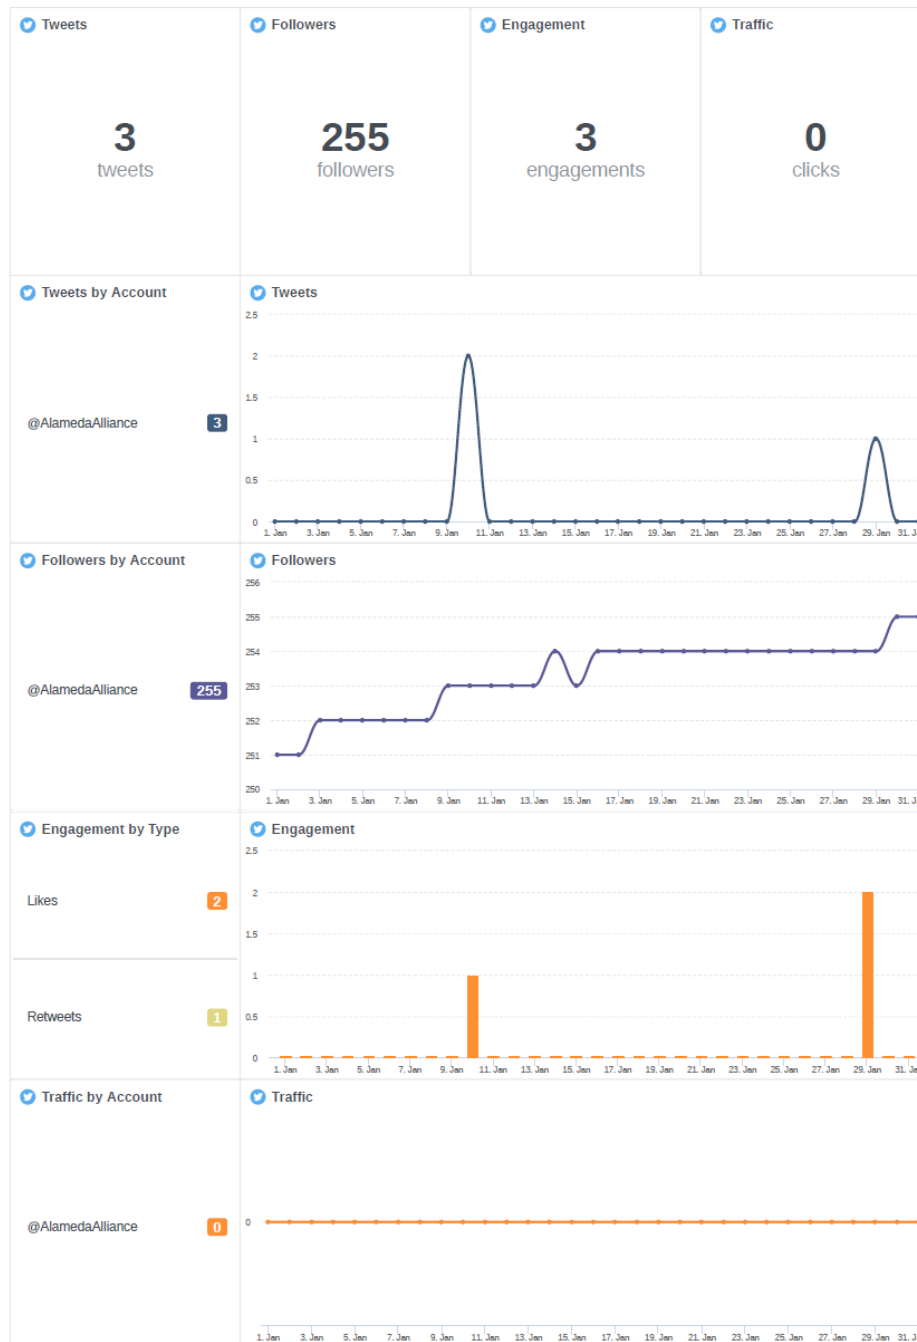 Tweets
Followers
Engagement
Traffic
3
tweets
255
followers
3
engagements
0
clicks
Tweets by Account
@AlamedaAlliance
3
Tweets
2.5
2
1.5
1
0.5
0
1. Jan 3. Jan 5. Jan 7. Jan 9. Jan 11. Jan 13. Jan 15. Jan 17. Jan 19. Jan 21. Jan 23. Jan 25. Jan 27. Jan 29. Jan 31. Jan
Followers by Account
@AlamedaAlliance
255
Followers
256
255
254
253
252
251
250
1. Jan 3. Jan 5. Jan 7. Jan 9. Jan 11. Jan 13. Jan 15. Jan 17. Jan 19. Jan 21. Jan 23. Jan 25. Jan 27. Jan 29. Jan 31. J
Engagement by Type
Likes
2
Retweets
1
Engagement
2.5
2
1.5
1
0.5
0
1. Jan 3. Jan 5. Jan 7. Jan 9. Jan 11. Jan 13. Jan 15. Jan 17. Jan 19. Jan 21. Jan 23. Jan 25. Jan 27. Jan 29. Jan 31. Ja
Traffic by Account
@AlamedaAlliance
0
Traffic
0
1. Jan 3. Jan 5. Jan 7. Jan 9. Jan 11. Jan 13. Jan 15. Jan 17. Jan 19. Jan 21. Jan 23. Jan 25. Jan 27. Jan 29. Jan 31. Ja